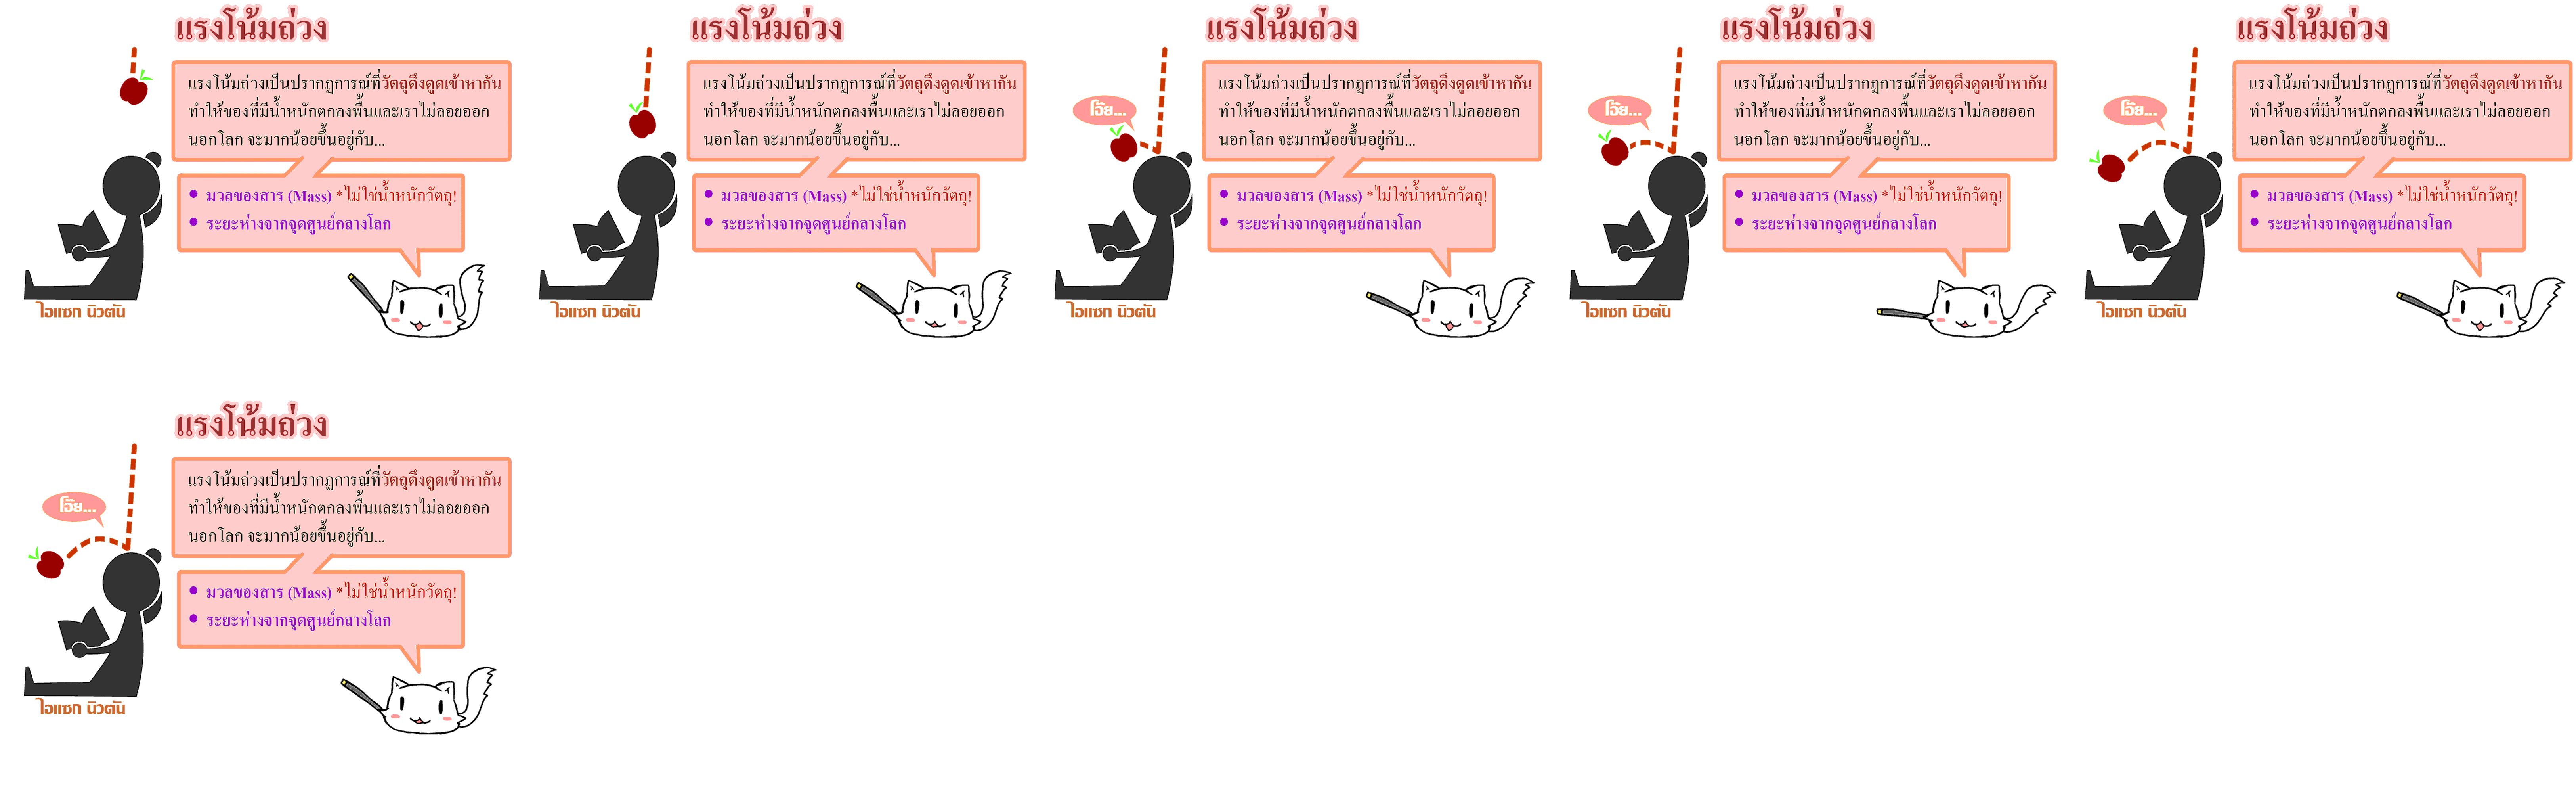 แรงโน้มถ่วง
แรงโน้มถ่วงเป็นปรากฏการณ์ที่วัตถุดึงดูดเข้าหากัน
ทำให้ของที่มีน้ำหนักตกลงพื้นและเราไม่ลอยออก
นอกโลก จะมากน้อยขึ้นอยู่กับ...
• มวลของสาร (Mass) *ไม่ใช่น้ำหนักวัตถุ!
• ระยะห่างจากจุดศูนย์กลางโลก
ไอแซก นิวตัน
แรงโน้มถ่วง
แรงโน้มถ่วงเป็นปรากฏการณ์ที่วัตถุดึงดูดเข้าหากัน
ทำให้ของที่มีน้ำหนักตกลงพื้นและเราไม่ลอยออก
นอกโลก จะมากน้อยขึ้นอยู่กับ...
• มวลของสาร (Mass) *ไม่ใช่น้ำหนักวัตถุ!
• ระยะห่างจากจุดศูนย์กลางโลก
ไอแซก นิวตัน
แรงโน้มถ่วง
แรงโน้มถ่วงเป็นปรากฏการณ์ที่วัตถุดึงดูดเข้าหากัน
ทำให้ของที่มีน้ำหนักตกลงพื้นและเราไม่ลอยออก
นอกโลก จะมากน้อยขึ้นอยู่กับ...
โอ๊ย...
• มวลของสาร (Mass) *ไม่ใช่น้ำหนักวัตถุ!
• ระยะห่างจากจุดศูนย์กลางโลก
ไอแซก นิวตัน
แรงโน้มถ่วง
แรงโน้มถ่วงเป็นปรากฏการณ์ที่วัตถุดึงดูดเข้าหากัน
ทำให้ของที่มีน้ำหนักตกลงพื้นและเราไม่ลอยออก
นอกโลก จะมากน้อยขึ้นอยู่กับ...
โอ๊ย...
• มวลของสาร (Mass) *ไม่ใช่น้ำหนักวัตถุ!
• ระยะห่างจากจุดศูนย์กลางโลก
ไอแซก นิวตัน
แรงโน้มถ่วง
แรงโน้มถ่วงเป็นปรากฏการณ์ที่วัตถุดึงดูดเข้าหากัน
ทำให้ของที่มีน้ำหนักตกลงพื้นและเราไม่ลอยออก
นอกโลก จะมากน้อยขึ้นอยู่กับ...
โอ๊ย...
• มวลของสาร (Mass) *ไม่ใช่น้ำหนักวัตถุ!
• ระยะห่างจากจุดศูนย์กลางโลก
ไอแซก นิวตัน
แรงโน้มถ่วง
แรงโน้มถ่วงเป็นปรากฏการณ์ที่วัตถุดึงดูดเข้าหากัน
ทำให้ของที่มีน้ำหนักตกลงพื้นและเราไม่ลอยออก
นอกโลก จะมากน้อยขึ้นอยู่กับ...
โอ๊ย...
• มวลของสาร (Mass) *ไม่ใช่น้ำหนักวัตถุ!
• ระยะห่างจากจุดศูนย์กลางโลก
ไอแซก นิวตัน